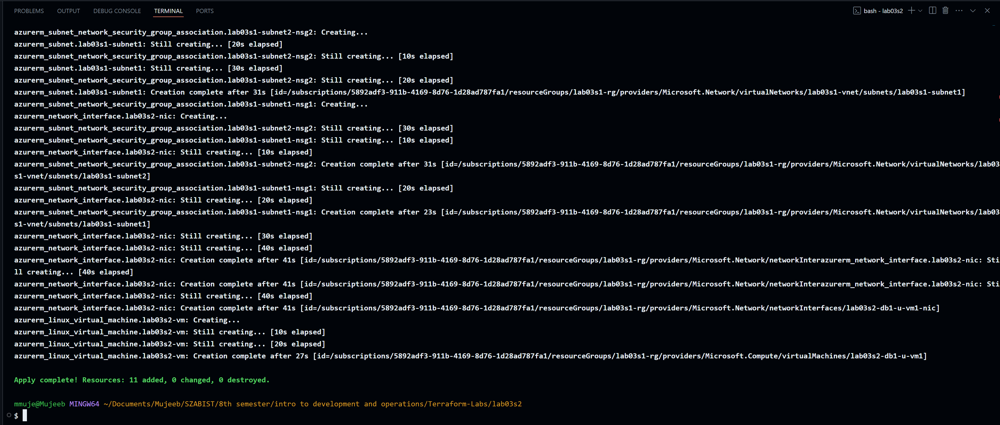 PROBLEMS OUTPUT DEBUG CONSOLE TERMINAL PORTS bash - lab03s2
azurerm_subnet_network_security_group_association.lab03s1-subnet2-nsg2: Creating...
azurerm_subnet.lab03s1-subnet1: Still creating... [20s elapsed]
azurerm_subnet_network_security_group_association.lab03s1-subnet2-nsg2: Still creating... [10s elapsed]
azurerm_subnet.lab03s1-subnet1: Still creating... [30s elapsed]
azurerm_subnet_network_security_group_association.lab03s1-subnet2-nsg2: Still creating... [20s elapsed]
azurerm_subnet.lab03s1-subnet1: Creation complete after 31s [id=/subscriptions/5892adf3-911b-4169-8d76-1d28ad787fa1/resourceGroups/lab03s1-rg/providers/Microsoft.Network/virtualNetworks/lab03s1-vnet/subnets/lab03s1-subnet1]
azurerm_subnet_network_security_group_association.lab03s1-subnet1-nsg1: Creating...
azurerm_network_interface.lab03s2-nic: Creating...
azurerm_subnet_network_security_group_association.lab03s1-subnet2-nsg2: Still creating... [30s elapsed]
azurerm_subnet_network_security_group_association.lab03s1-subnet1-nsg1: Still creating... [10s elapsed]
azurerm_network_interface.lab03s2-nic: Still creating... [10s elapsed]
azurerm_subnet_network_security_group_association.lab03s1-subnet2-nsg2: Creation complete after 31s [id=/subscriptions/5892adf3-911b-4169-8d76-1d28ad787fa1/resourceGroups/lab03s1-rg/providers/Microsoft.Network/virtualNetworks/lab03
s1-vnet/subnets/lab03s1-subnet2]
azurerm_subnet_network_security_group_association.lab03s1-subnet1-nsg1: Still creating... [20s elapsed]
azurerm_network_interface.lab03s2-nic: Still creating... [20s elapsed]
azurerm_subnet_network_security_group_association.lab03s1-subnet1-nsg1: Creation complete after 23s [id=/subscriptions/5892adf3-911b-4169-8d76-1d28ad787fa1/resourceGroups/lab03s1-rg/providers/Microsoft.Network/virtualNetworks/lab03
s1-vnet/subnets/lab03s1-subnet1]
azurerm_network_interface.lab03s2-nic: Still creating... [30s elapsed]
azurerm_network_interface.lab03s2-nic: Still creating... [40s elapsed]
azurerm_network_interface.lab03s2-nic: Creation complete after 41s [id=/subscriptions/5892adf3-911b-4169-8d76-1d28ad787fa1/resourceGroups/lab03s1-rg/providers/Microsoft.Network/networkInterazurerm_network_interface.lab03s2-nic: Sti
ll creating... [40s elapsed]
azurerm_network_interface.lab03s2-nic: Creation complete after 41s [id=/subscriptions/5892adf3-911b-4169-8d76-1d28ad787fa1/resourceGroups/lab03s1-rg/providers/Microsoft.Network/networkInterazurerm_network_interface.lab03s2-nic: Sti
azurerm_network_interface.lab03s2-nic: Still creating... [40s elapsed]
azurerm_network_interface.lab03s2-nic: Creation complete after 41s [id=/subscriptions/5892adf3-911b-4169-8d76-1d28ad787fa1/resourceGroups/lab03s1-rg/providers/Microsoft.Network/networkInterfaces/lab03s2-db1-u-vm1-nic]
azurerm_linux_virtual_machine.lab03s2-vm: Creating...
azurerm_linux_virtual_machine.lab03s2-vm: Still creating... [10s elapsed]
azurerm_linux_virtual_machine.lab03s2-vm: Still creating... [20s elapsed]
azurerm_linux_virtual_machine.lab03s2-vm: Creation complete after 27s [id=/subscriptions/5892adf3-911b-4169-8d76-1d28ad787fa1/resourceGroups/lab03s1-rg/providers/Microsoft.Compute/virtualMachines/lab03s2-db1-u-vm1]
Apply complete! Resources: 11 added, 0 changed, 0 destroyed.
mmuje@Mujeeb MINGW64 ~/Documents/Mujeeb/SZABIST/8th semester/intro to development and operations/Terraform-Labs/lab03s2
$